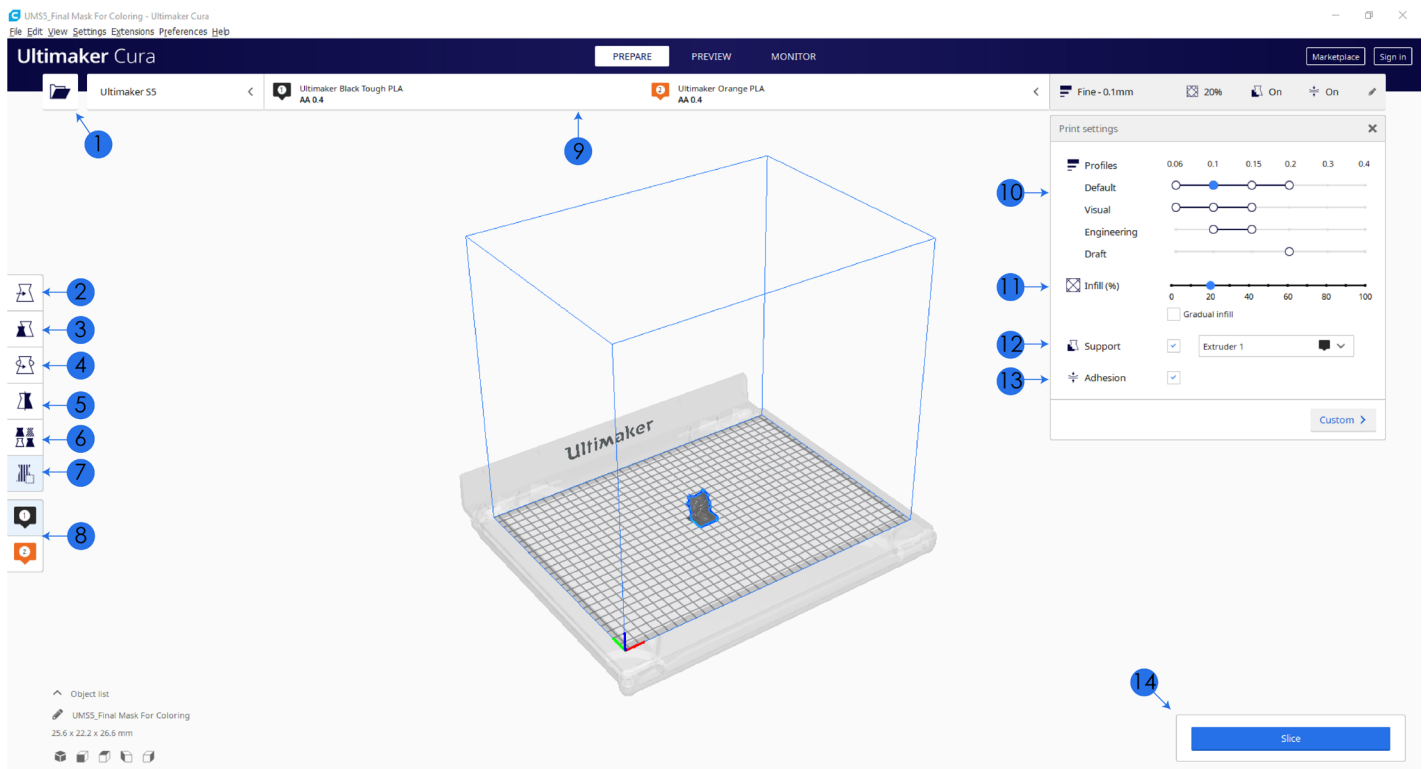 UMS5_Final Mask For Coloring - Ultimaker Cura
File Edit View Settings Extensions Preferences Help
Ultimaker Cura
PREPARE
PREVIEW
MONITOR
Marketplace
Sign in
Ultimaker S5
1
Ultimaker Black Tough PLA
AA 0.4
2
Ultimaker Orange PLA
AA 0.4
Fine - 0.1mm
20%
On
On
1
9
Print settings
Profiles
0.06 0.1 0.15 0.2 0.3 0.4
10
Default
Visual
Engineering
Draft
11
Infill (%)
0 20 40 60 80 100
Gradual infill
12
Support
Extruder 1
13
Adhesion
Custom
2
3
4
5
6
7
1
8
2
Ultimaker
Object list
UMS5_Final Mask For Coloring
25.6 x 22.2 x 26.6 mm
14
Slice